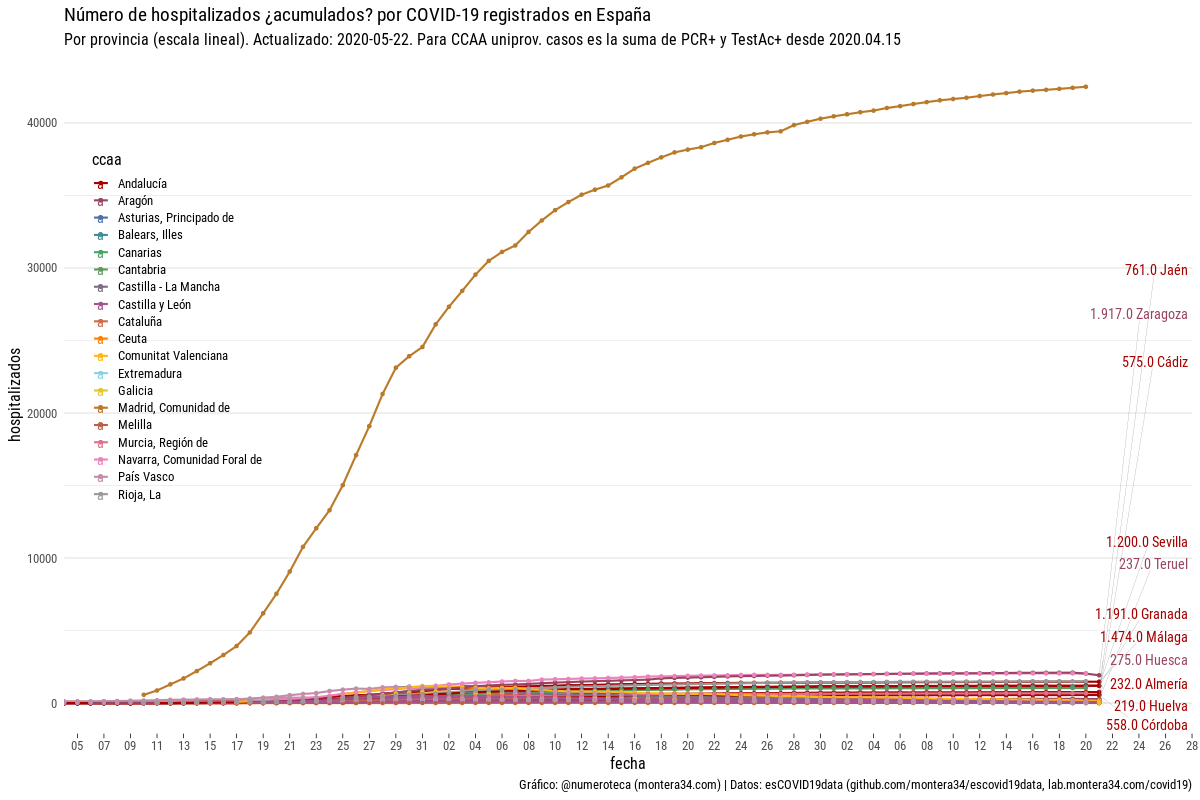 Número de hospitalizados ¿acumulados? por COVID-19 registrados en España
Por provincia (escala lineal). Actualizado: 2020-05-22. Para CCAA uniprov. casos es la suma de PCR+ y TestAc+ desde 2020.04.15
hospitalizados
40000
30000
20000
10000
0
ccaa
Andalucía
Aragón
Asturias, Principado de
Balears, Illes
Canarias
Cantabria
Castilla - La Mancha
Castilla y León
Cataluña
Ceuta
Comunitat Valenciana
Extremadura
Galicia
Madrid, Comunidad de
Melilla
Murcia, Región de
Navarra, Comunidad Foral de
País Vasco
Rioja, La
761.0 Jaén
1.917.0 Zaragoza
575.0 Cádiz
1.200.0 Sevilla
237.0 Teruel
1.191.0 Granada
1.474.0 Málaga
275.0 Huesca
232.0 Almería
219.0 Huelva
558.0 Córdoba
05 07 09 11 13 15 17 19 21 23 25 27 29 31 02 04 06 08 10 12 14 16 18 20 22 24 26 28 30 02 04 06 08 10 12 14 16 18 20 22 24 26 28
fecha
Gráfico: @numeroteca (montera34.com) | Datos: esCOVID19data (github.com/montera34/escovid19data, lab.montera34.com/covid19)